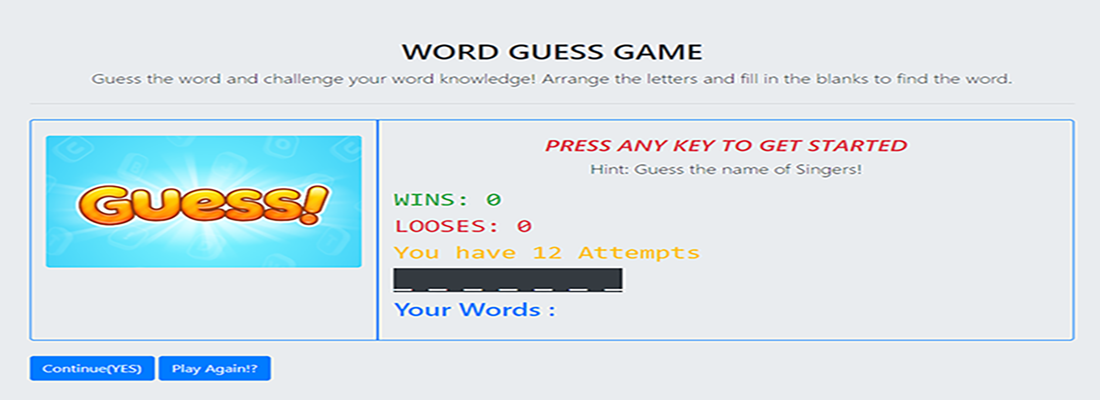 WORD GUESS GAME
Guess the word and challenge your word knowledge! Arrange the letters and fill in the blanks to find the word.
Guess!
PRESS ANY KEY TO GET STARTED
Hint: Guess the name of Singers!
WINS: 0
LOOSES: 0
You have 12 Attempts
_ _ _ _ _ _ _
Your Words :
Continue(YES) Play Again!?